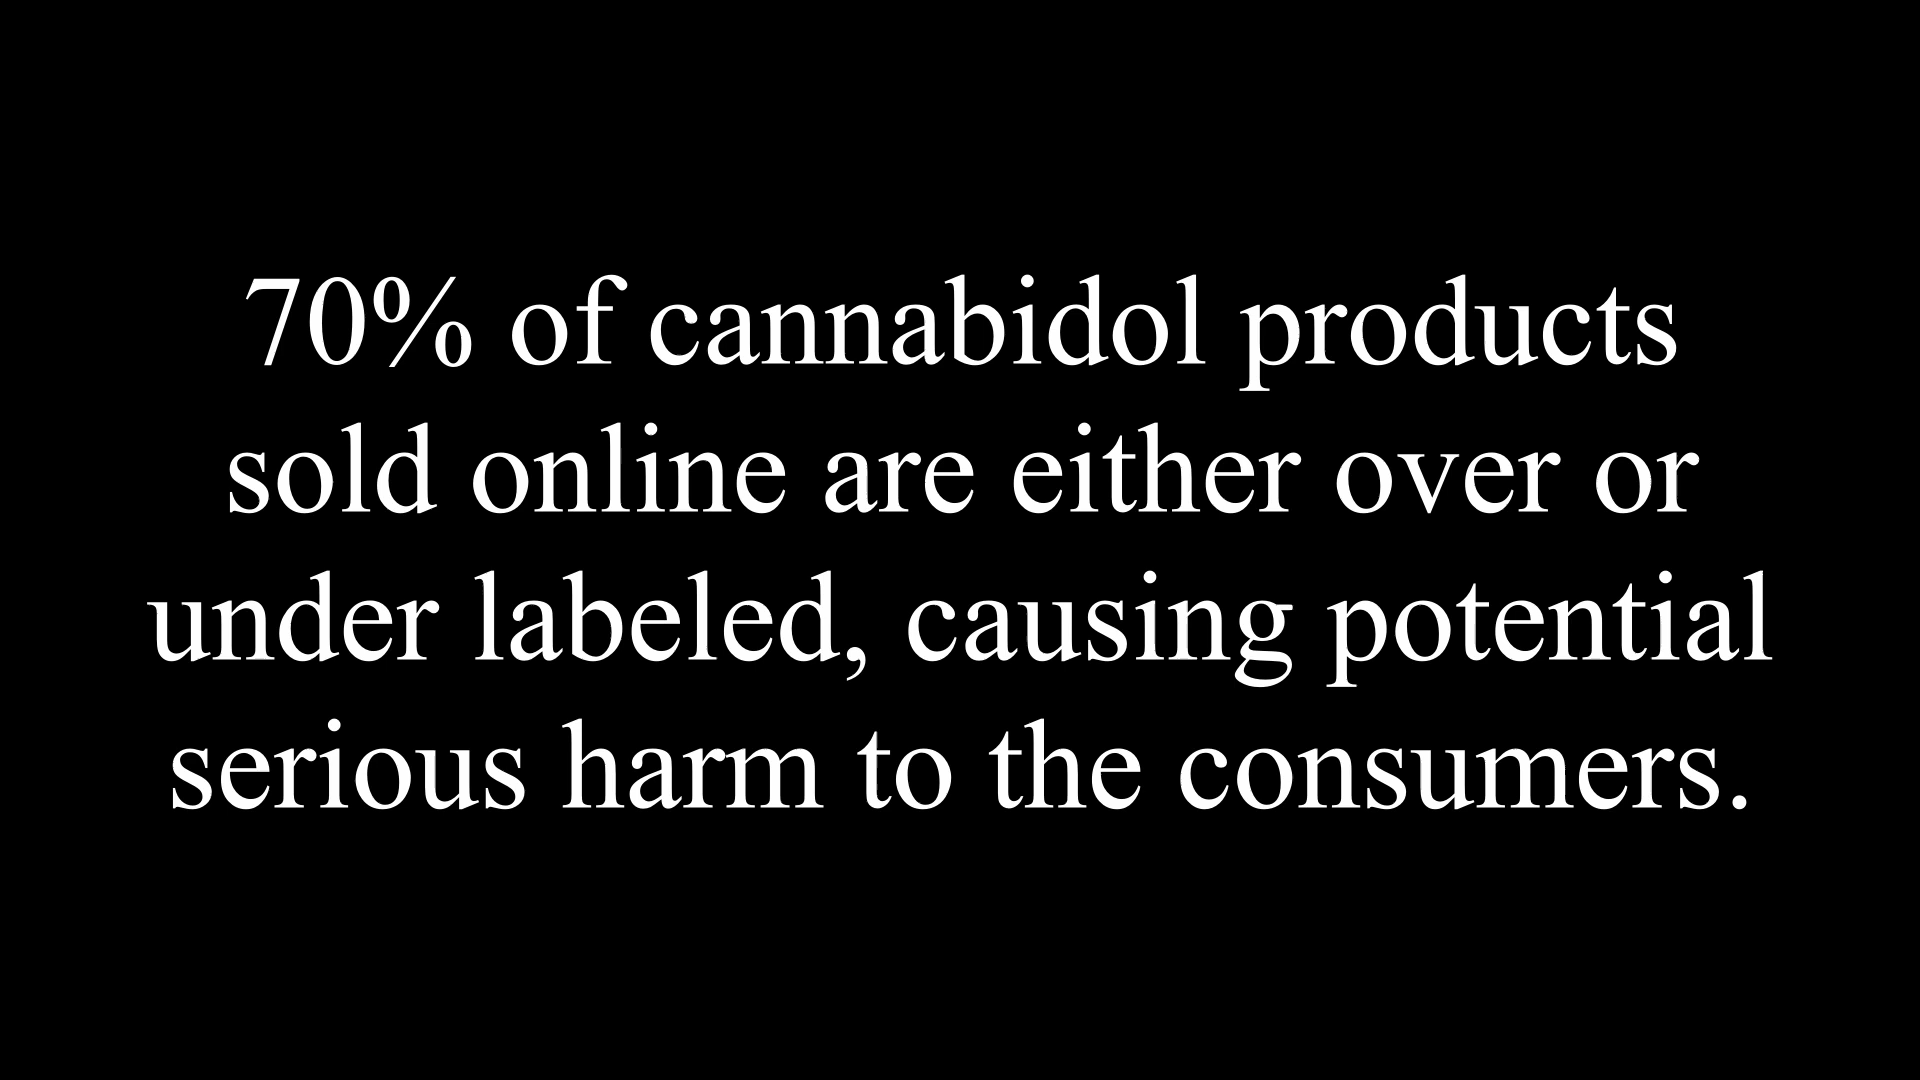 70% of cannabidol products
sold online are either over or
under labeled, causing potential
serious harm to the consumers.